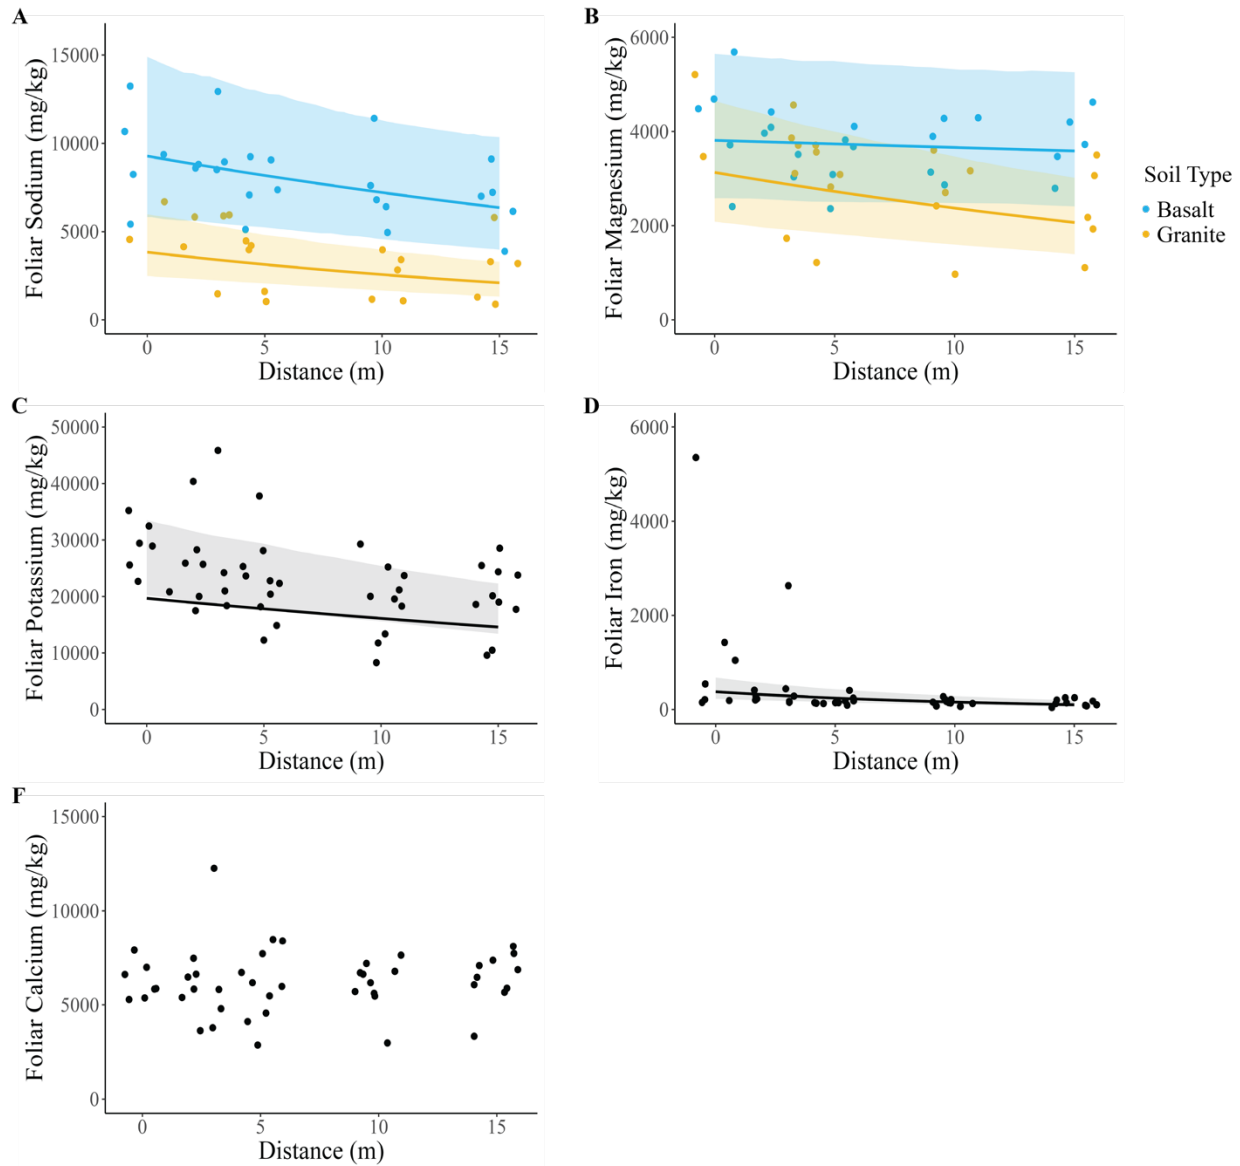 A
Foliar Sodium (mg/kg)
15000
10000
5000
0
0 5 10 15
Distance (m)
B
Foliar Magnesium (mg/kg)
6000
4000
2000
0
0 5 10 15
Distance (m)
Soil Type
Basalt
Granite
C
Foliar Potassium (mg/kg)
50000
40000
30000
20000
10000
0
0 5 10 15
Distance (m)
D
Foliar Iron (mg/kg)
6000
4000
2000
0
0 5 10 15
Distance (m)
F
Foliar Calcium (mg/kg)
15000
10000
5000
0
0 5 10 15
Distance (m)